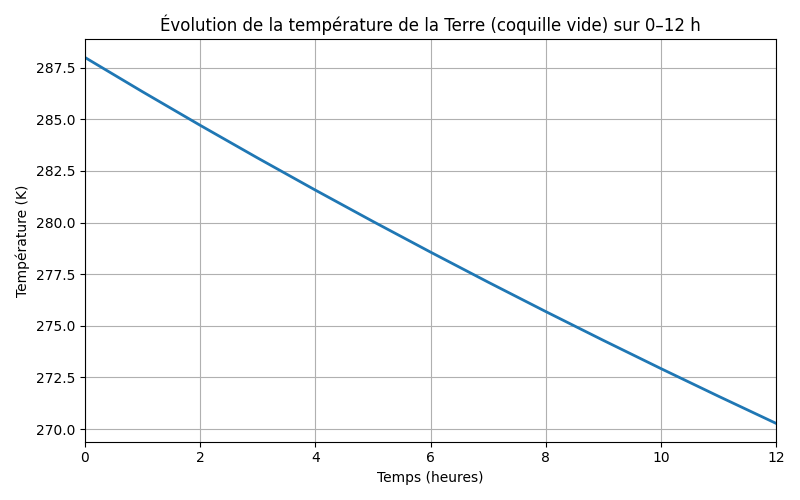 Évolution de la température de la Terre (coquille vide) sur 0–12 h
287.5
285.0
282.5
280.0
277.5
275.0
272.5
270.0
Température (K)
0 2 4 6 8 10 12
Temps (heures)